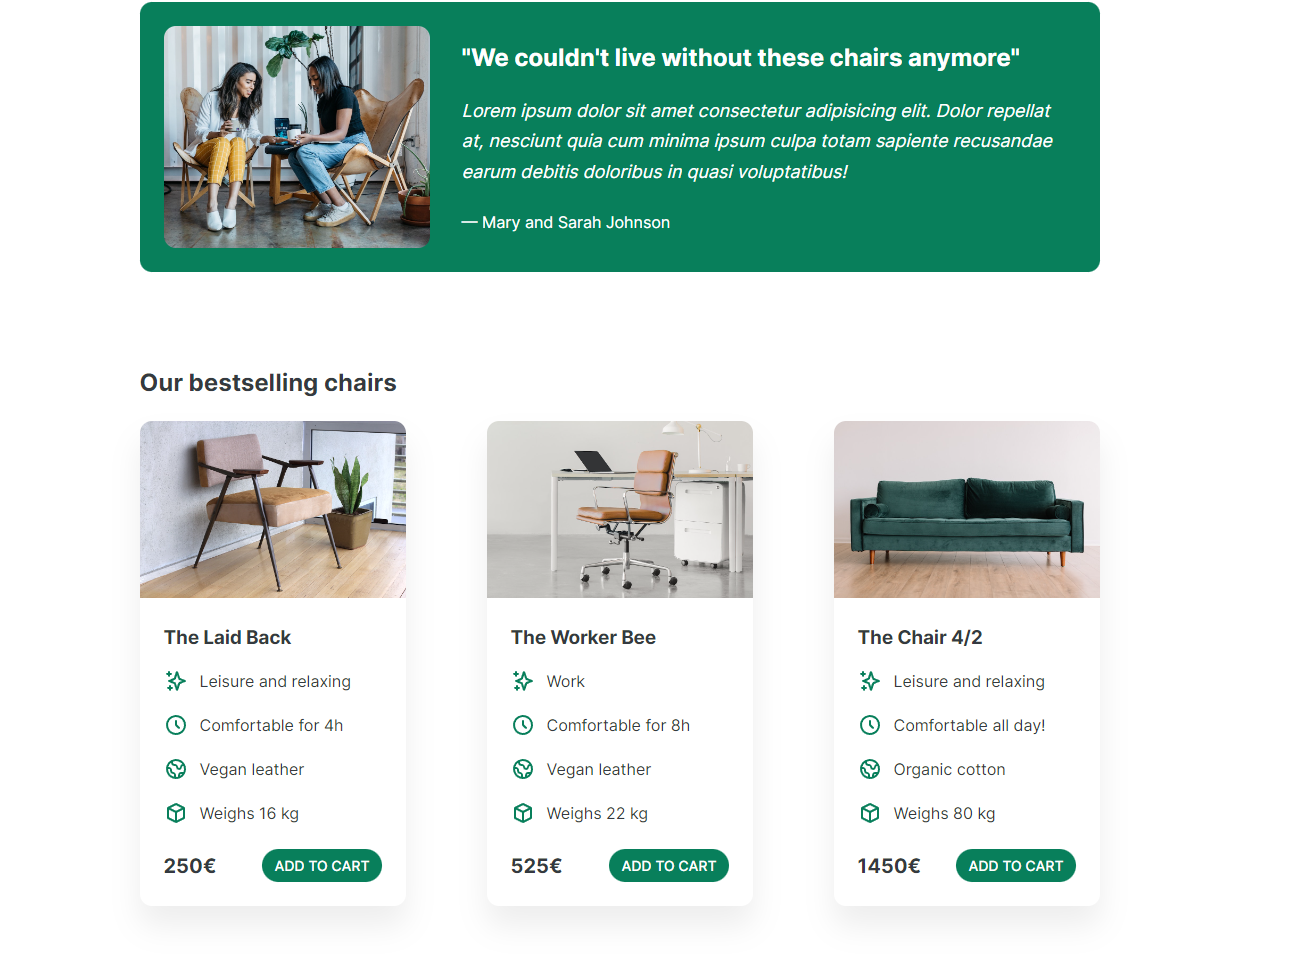 "We couldn't live without these chairs anymore"
Lorem ipsum dolor sit amet consectetur adipisicing elit. Dolor repellat
at, nesciunt quia cum minima ipsum culpa totam sapiente recusandae
earum debitis doloribus in quasi voluptatibus!
— Mary and Sarah Johnson
Our bestselling chairs
The Laid Back
Leisure and relaxing
Comfortable for 4h
Vegan leather
Weighs 16 kg
250€
ADD TO CART
The Worker Bee
Work
Comfortable for 8h
Vegan leather
Weighs 22 kg
525€
ADD TO CART
The Chair 4/2
Leisure and relaxing
Comfortable all day!
Organic cotton
Weighs 80 kg
1450€
ADD TO CART